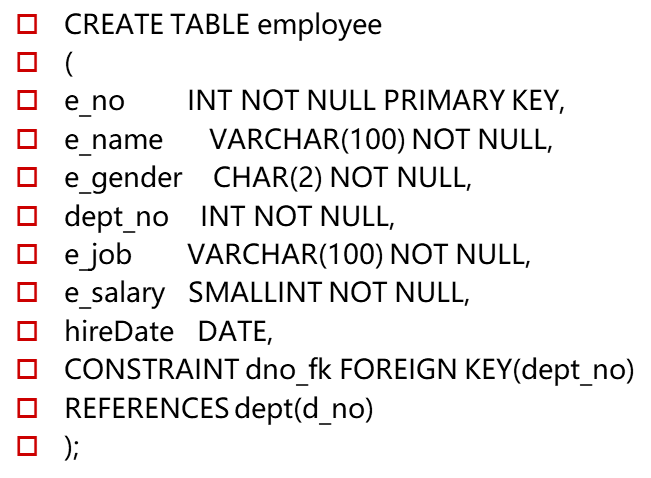 CREATE TABLE employee
(
e_no INT NOT NULL PRIMARY KEY,
e_name VARCHAR(100) NOT NULL,
e_gender CHAR(2) NOT NULL,
dept_no INT NOT NULL,
e_job VARCHAR(100) NOT NULL,
e_salary SMALLINT NOT NULL,
hireDate DATE,
CONSTRAINT dno_fk FOREIGN KEY(dept_no)
REFERENCES dept(d_no)
);